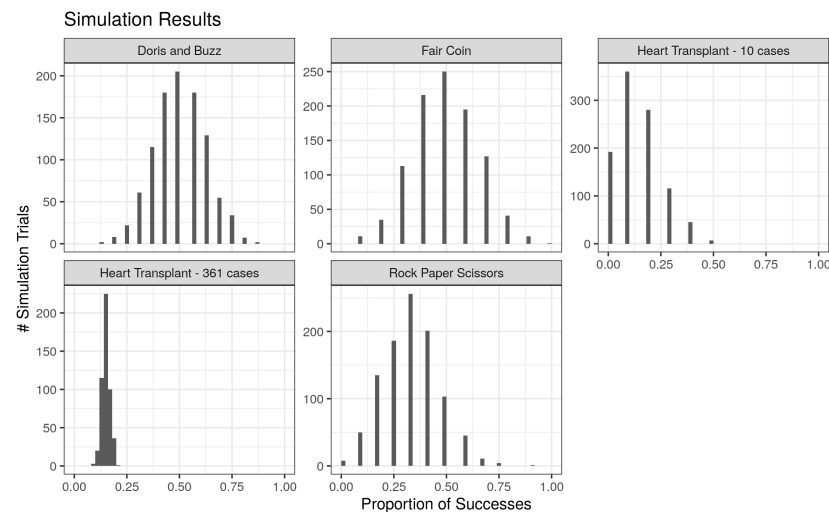 Simulation Results
Doris and Buzz
Fair Coin
Heart Transplant - 10 cases
200
150
100
50
0
250
200
150
100
50
0
300
200
100
0
0.00 0.25 0.50 0.75 1.00
# Simulation Trials
Heart Transplant - 361 cases
Rock Paper Scissors
200
150
100
50
0
200
100
0
0.00 0.25 0.50 0.75 1.00
0.00 0.25 0.50 0.75 1.00
Proportion of Successes